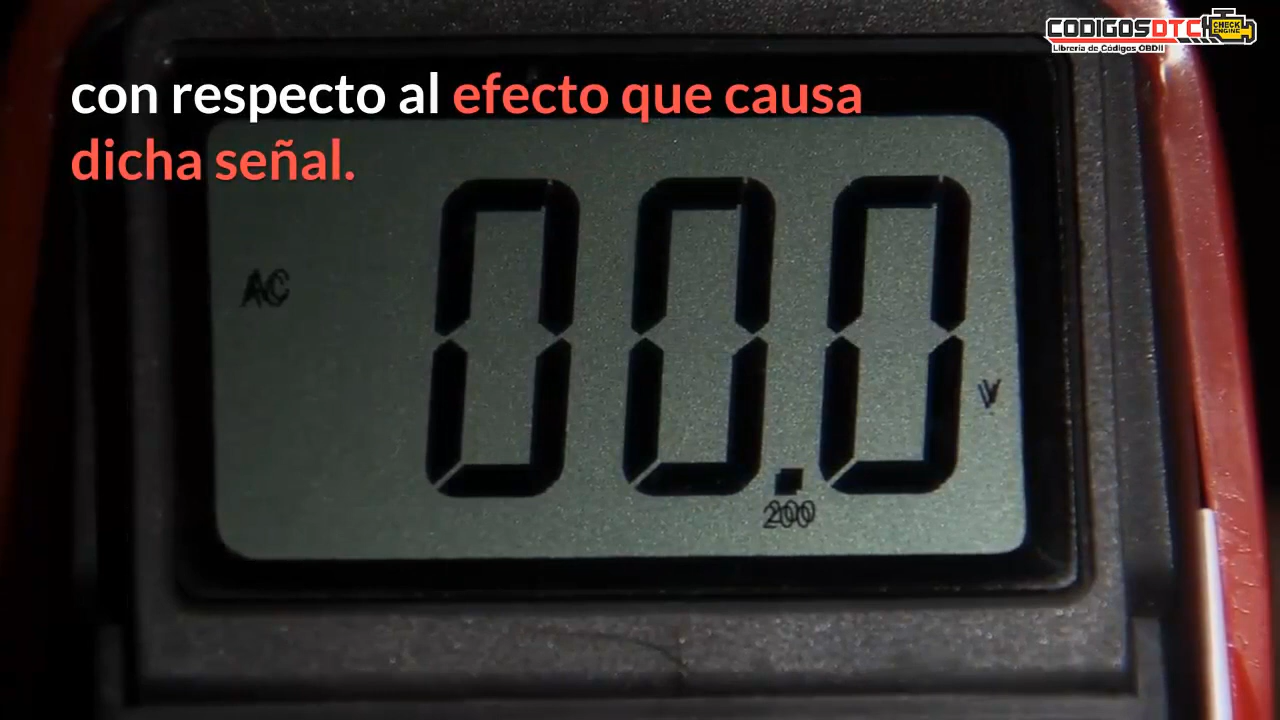 CODIGOSDTC
CHECK
ENGINE
Librería de Códigos OBDII
con respecto al efecto que causa
dicha señal.
AC
00.0
V
200